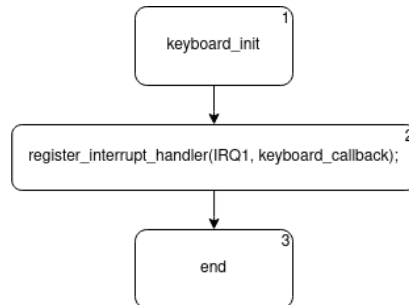 1
keyboard_init
2
register_interrupt_handler(IRQ1, keyboard_callback);
3
end